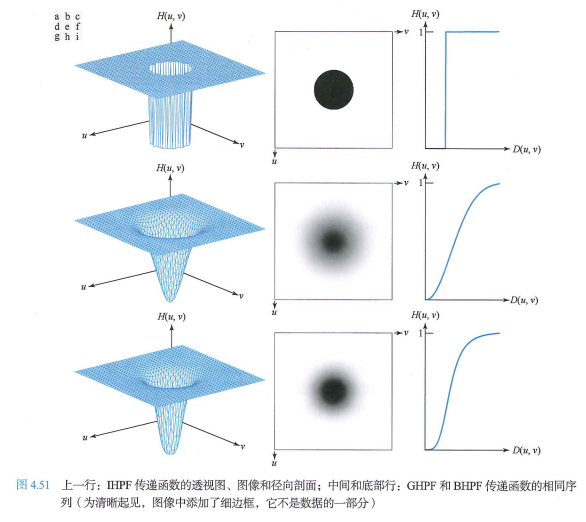 a b c
d e f
g h i
H(u, v)
u
v
v
u
H(u, v)
1
D(u, v)
H(u, v)
u
v
v
u
H(u, v)
1
D(u, v)
H(u, v)
u
v
v
u
H(u, v)
1
D(u, v)
图 4.51 上一行：IHPF 传递函数的透视图、图像和径向剖面；中间和底部行：GHPF 和 BHPF 传递函数的相同序
列（为清晰起见，图像中添加了细边框，它不是数据的一部分）